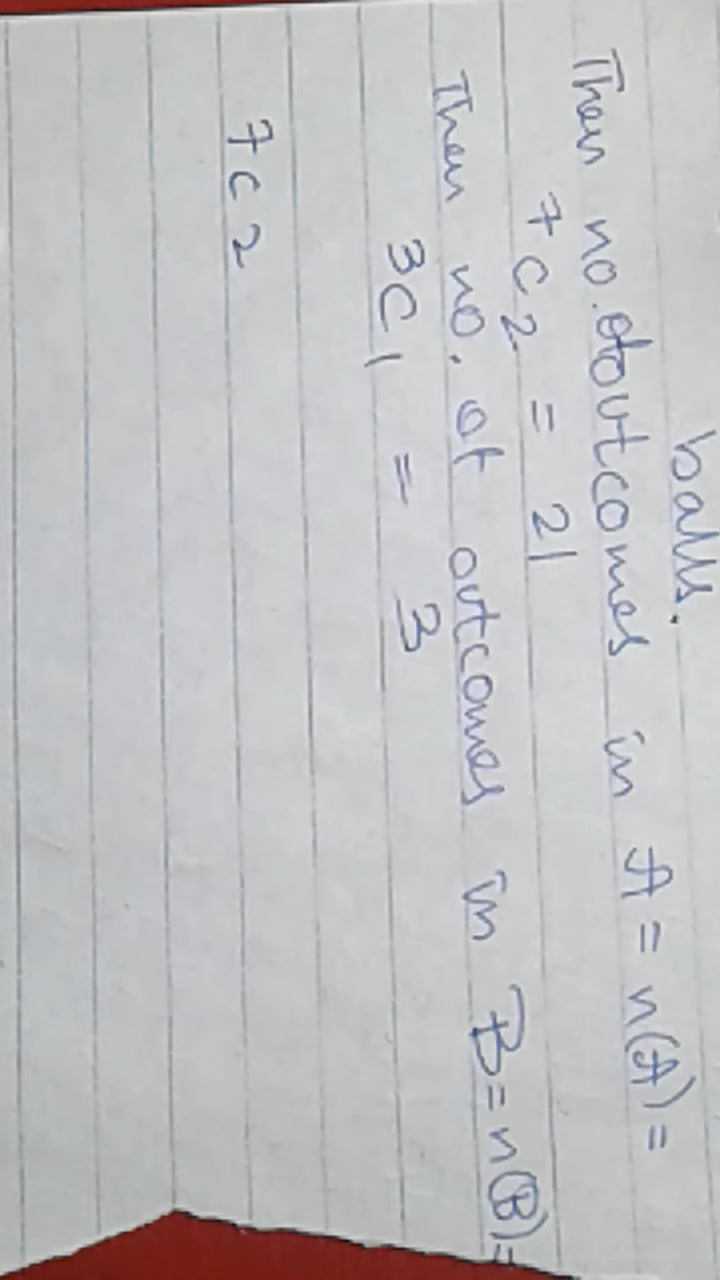 balls.
Then no. of outcomes in A = n(A) =
7C2 = 21
Then no. of outcomes in B = n(B) =
3C1 = 3
7C2